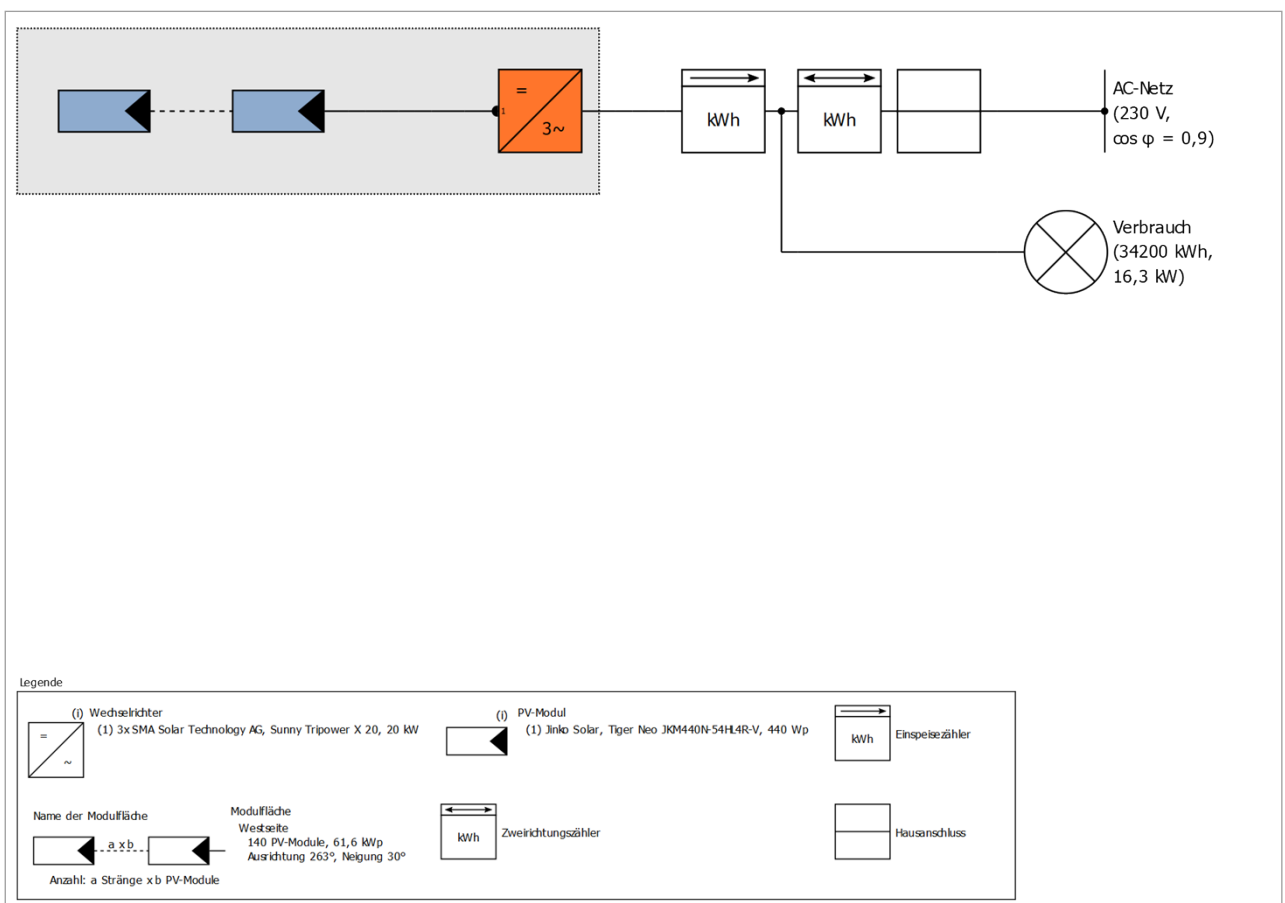 =
3~
1
kWh
kWh
AC-Netz
(230 V,
cos φ = 0,9)
Verbrauch
(34200 kWh,
16,3 kW)
Legende
(i) Wechselrichter
(1) 3x SMA Solar Technology AG, Sunny Tripower X 20, 20 kW
=
~
(i) PV-Modul
(1) Jinko Solar, Tiger Neo JKM440N-54HL4R-V, 440 Wp
kWh
Einspeisezähler
Name der Modulfläche
a x b
Anzahl: a Stränge x b PV-Module
Modulfläche
Westseite
140 PV-Module, 61,6 kWp
Ausrichtung 263°, Neigung 30°
kWh
Zweirichtungszähler
Hausanschluss